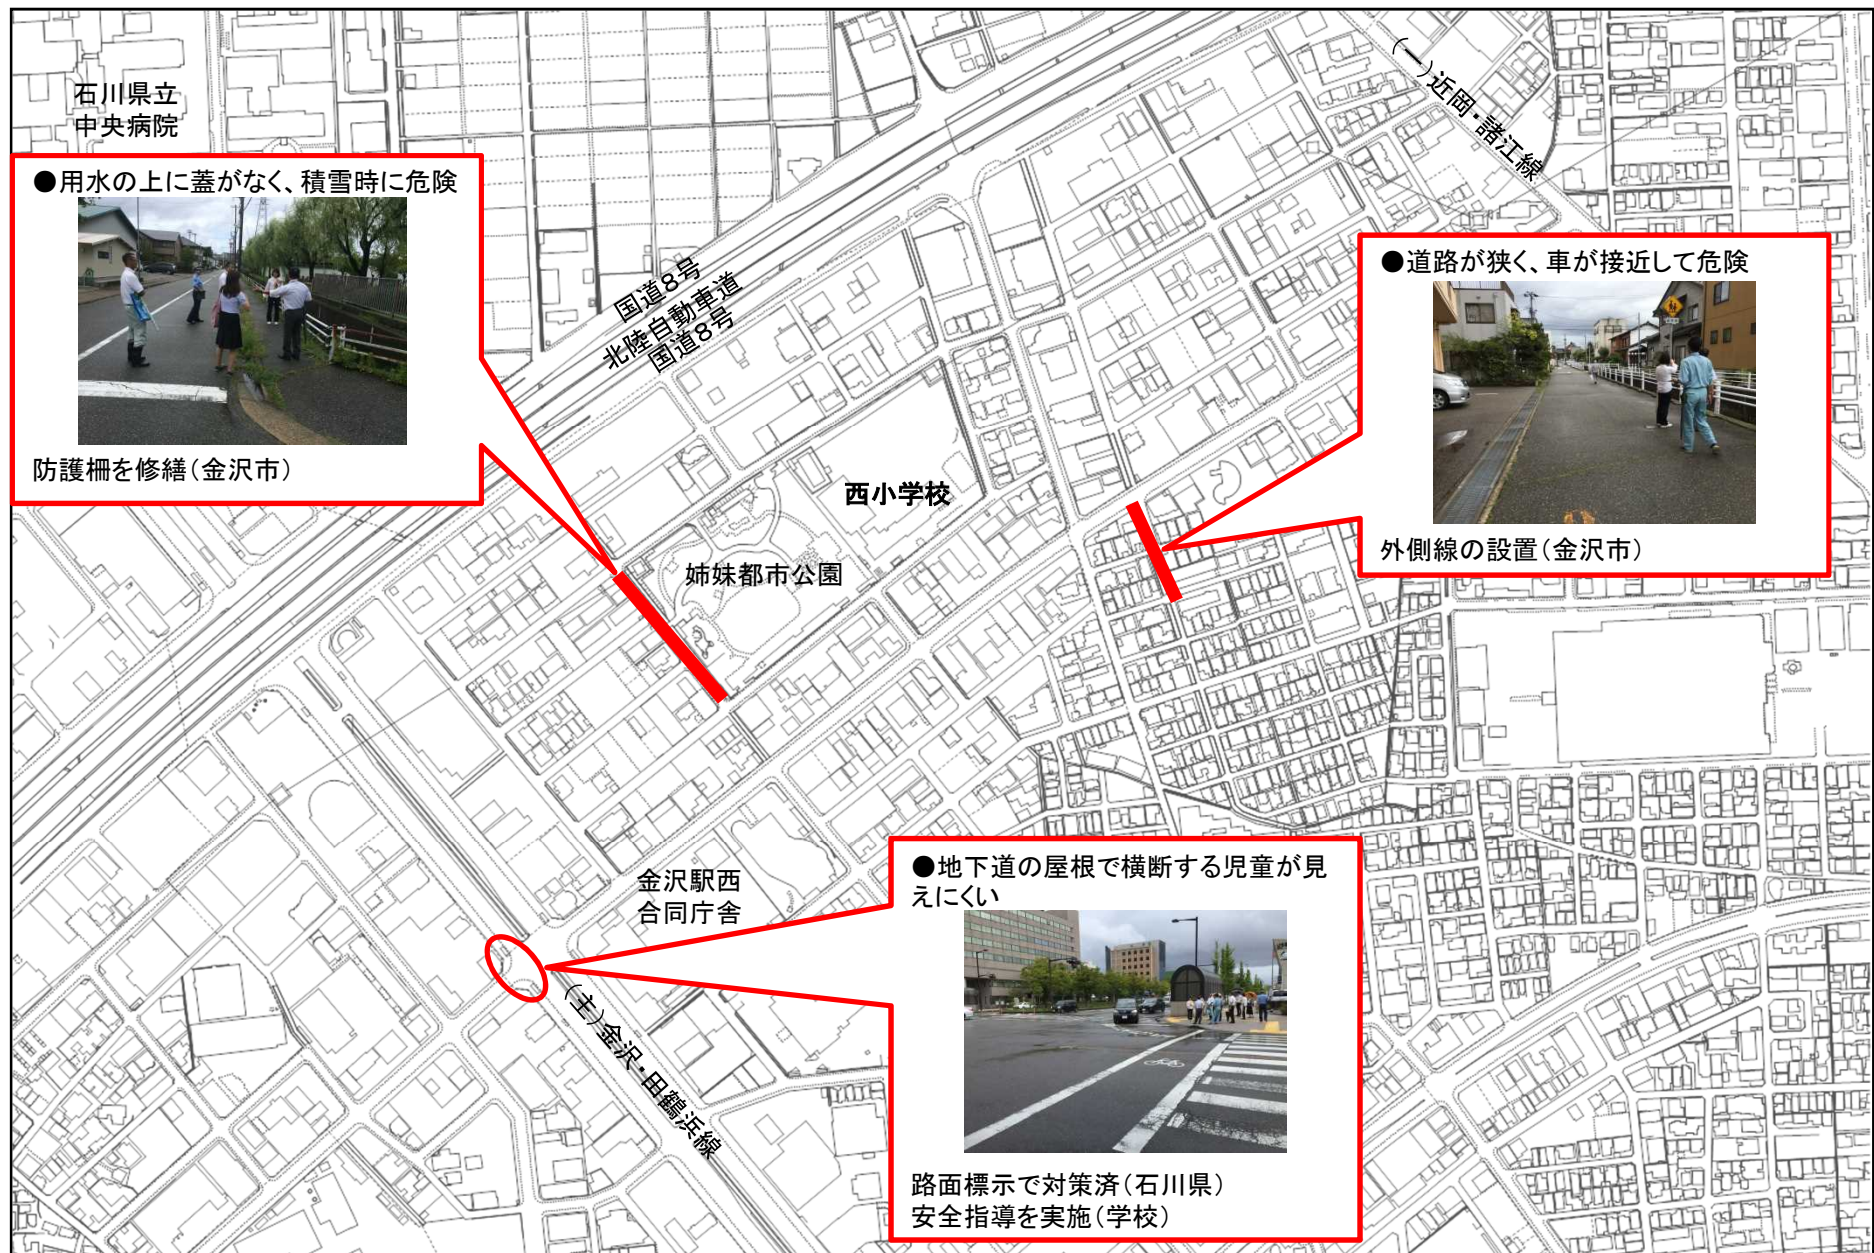 石川県立
中央病院
●用水の上に蓋がなく、積雪時に危険
防護柵を修繕(金沢市)
国道8号
北陸自動車道
国道8号
(一)近岡・諸江線
●道路が狭く、車が接近して危険
外側線の設置(金沢市)
西小学校
姉妹都市公園
金沢駅西
合同庁舎
(主)金沢・田鶴浜線
●地下道の屋根で横断する児童が見
えにくい
路面標示で対策済(石川県)
安全指導を実施(学校)